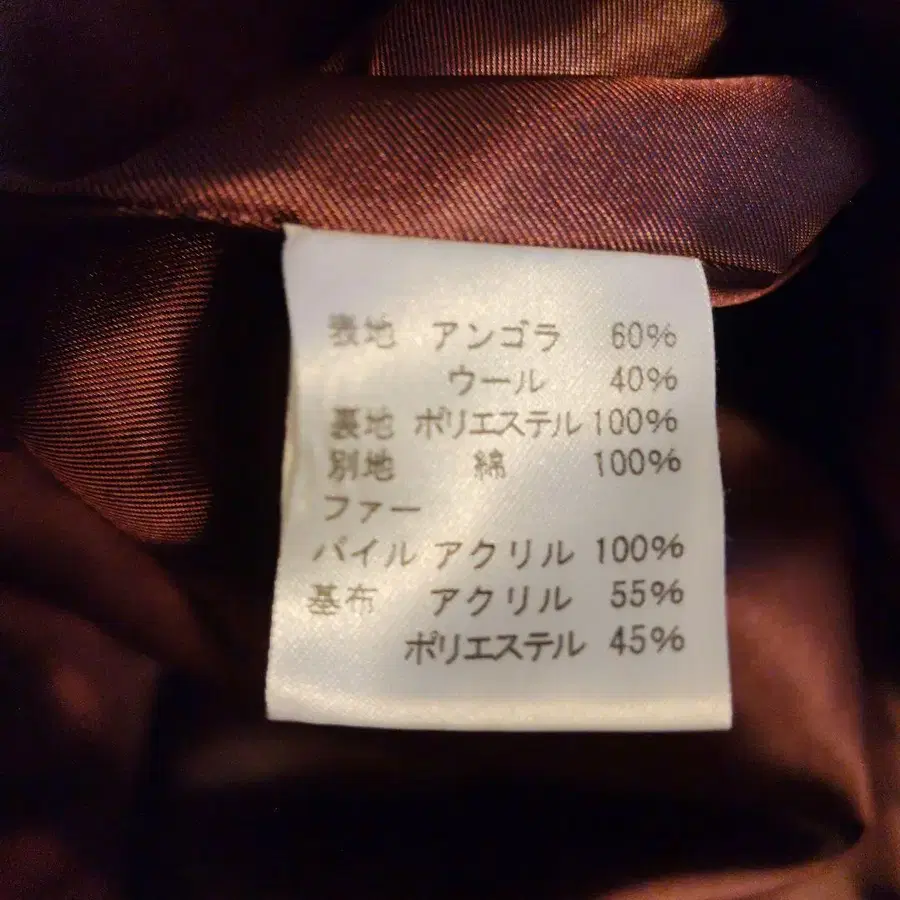 表地 アンゴラ 60%
ウール 40%
裏地 ポリエステル 100%
別地 綿 100%
ファー
パイル アクリル 100%
基布 アクリル 55%
ポリエステル 45%